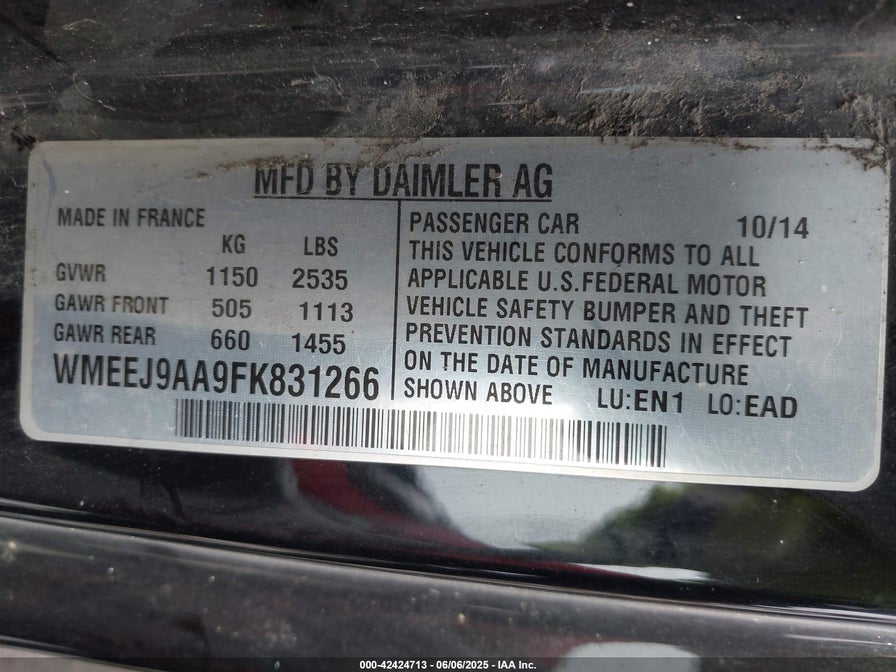 MFD BY DAIMLER AG
MADE IN FRANCE
KG LBS
GVWR 1150 2535
GAWR FRONT 505 1113
GAWR REAR 660 1455
WMEEJ9AA9FK831266
PASSENGER CAR 10/14
THIS VEHICLE CONFORMS TO ALL
APPLICABLE U.S.FEDERAL MOTOR
VEHICLE SAFETY BUMPER AND THEFT
PREVENTION STANDARDS IN EFFECT
ON THE DATE OF MANUFACTURE
SHOWN ABOVE LU:EN1 LO:EAD
000-42424713 - 06/06/2025 - IAA Inc.